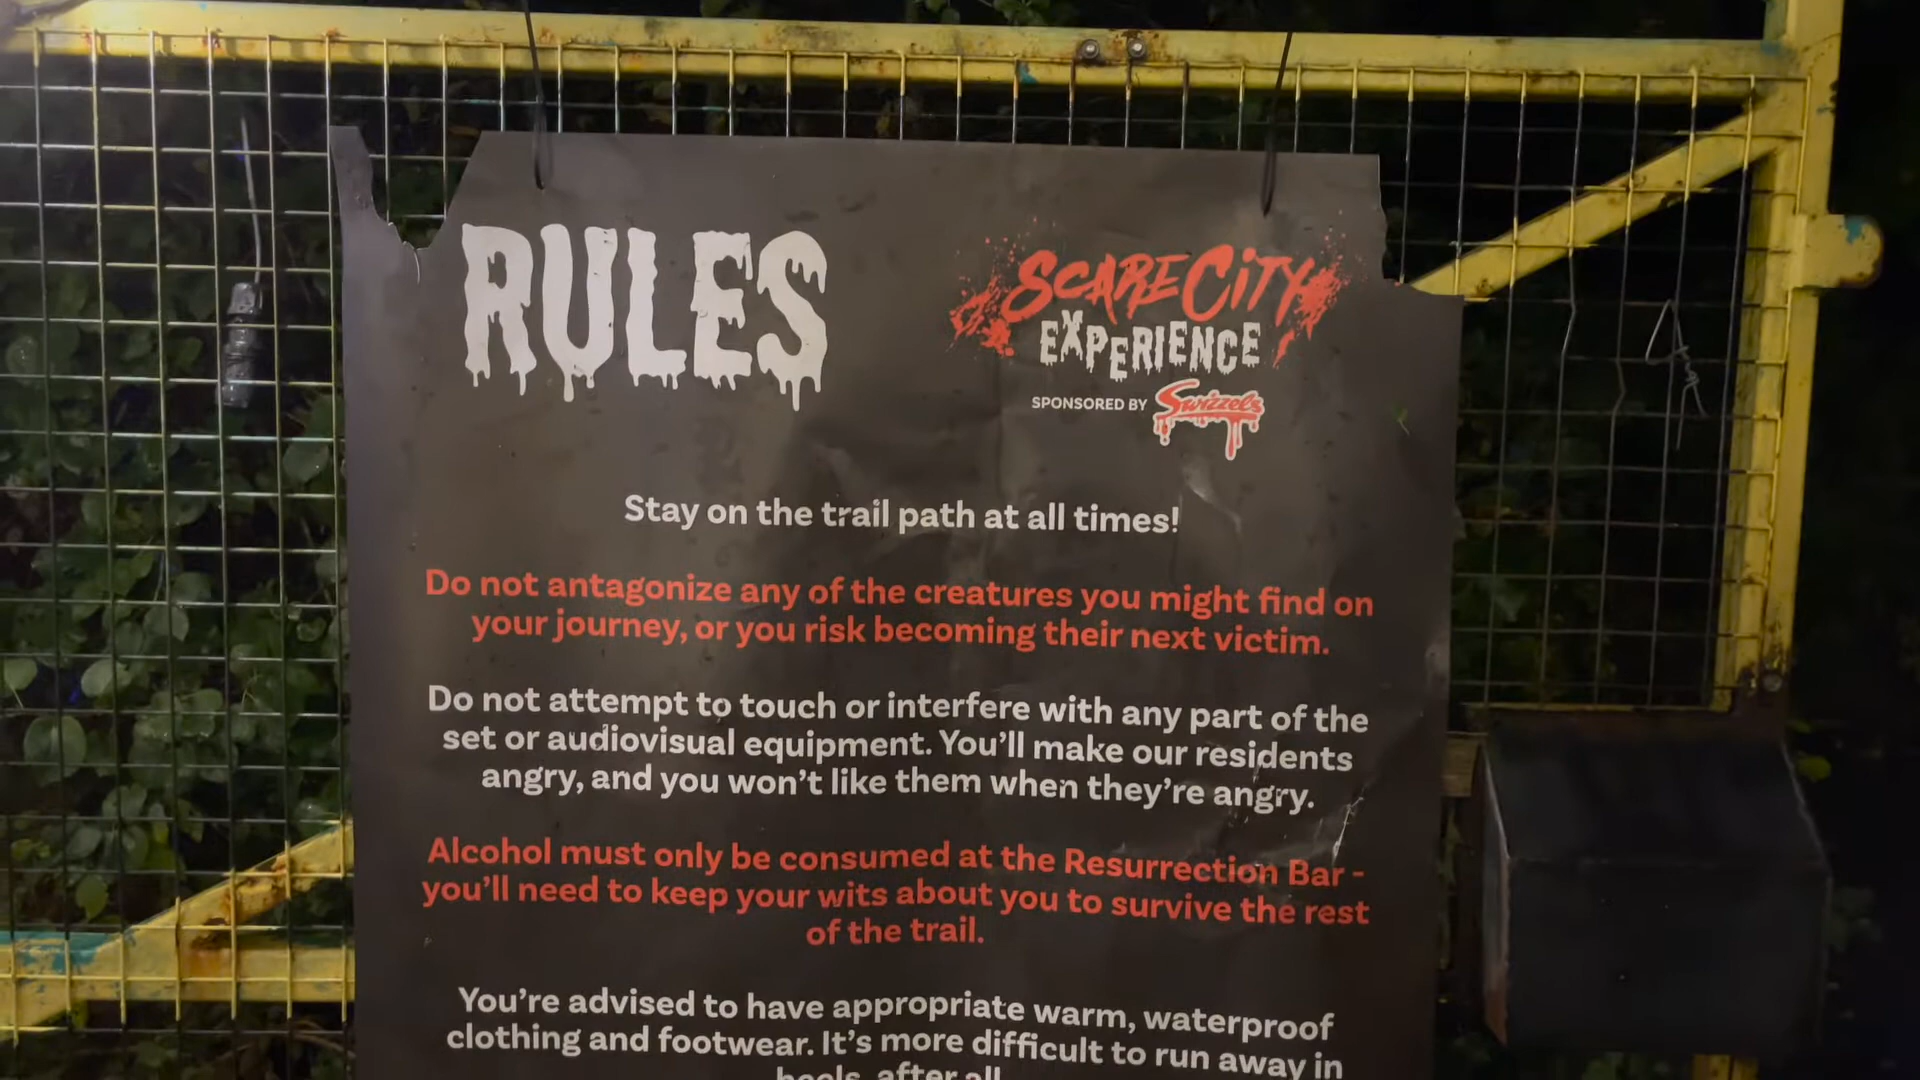 RULES
SCARECITY
EXPERIENCE
SPONSORED BY Swizzels
Stay on the trail path at all times!
Do not antagonize any of the creatures you might find on
your journey, or you risk becoming their next victim.
Do not attempt to touch or interfere with any part of the
set or audiovisual equipment. You'll make our residents
angry, and you won't like them when they're angry.
Alcohol must only be consumed at the Resurrection Bar -
you'll need to keep your wits about you to survive the rest
of the trail.
You're advised to have appropriate warm, waterproof
clothing and footwear. It's more difficult to run away in
heels, after all